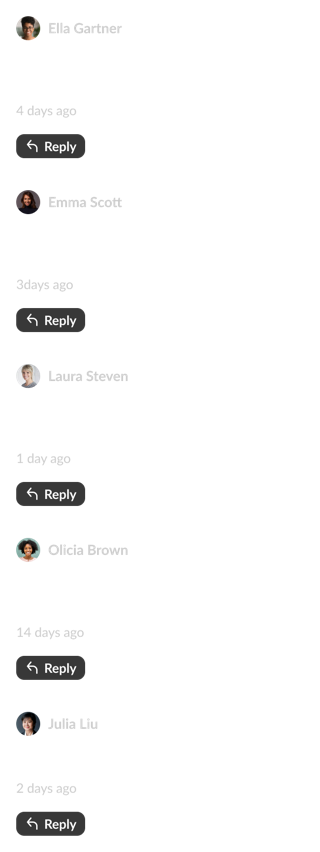 Ella Gartner
4 days ago
Reply
Emma Scott
3days ago
Reply
Laura Steven
1 day ago
Reply
Olicia Brown
14 days ago
Reply
Julia Liu
2 days ago
Reply